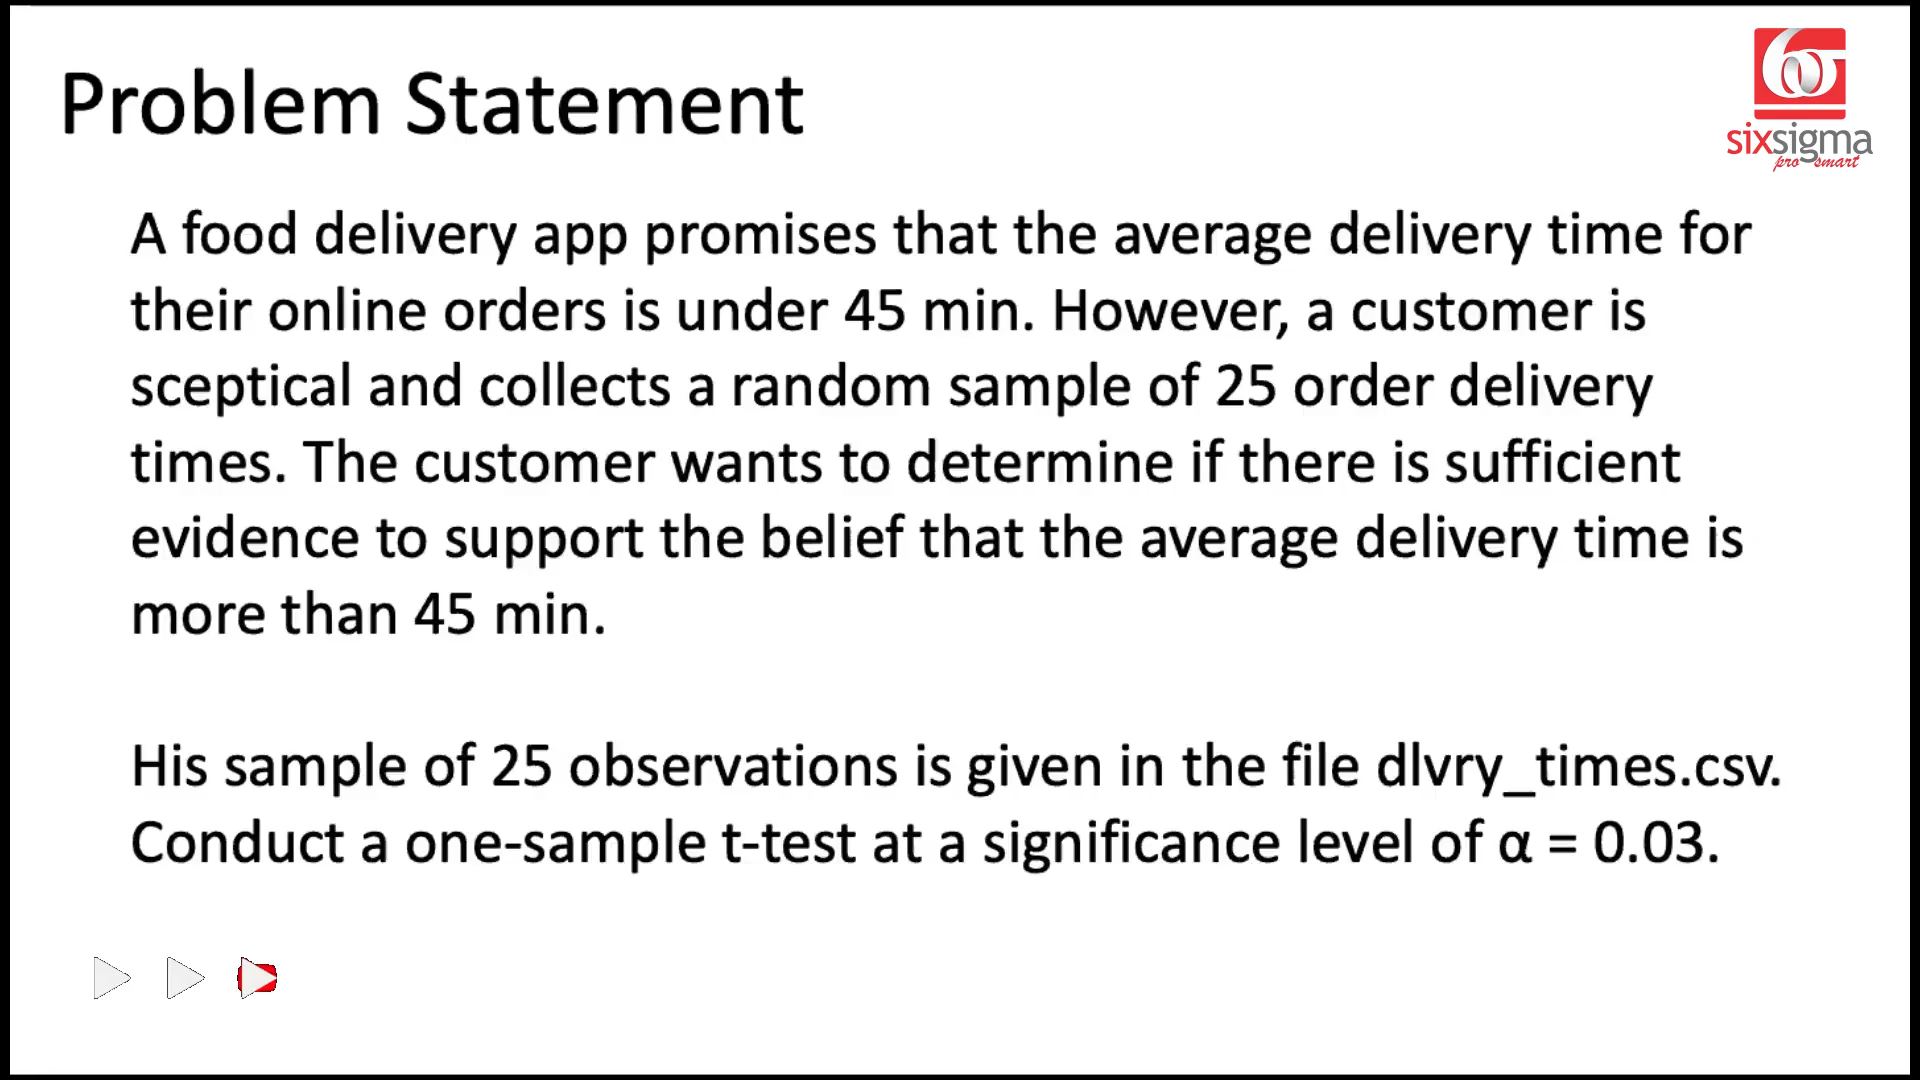 Problem Statement
sixsigma
pro smart
A food delivery app promises that the average delivery time for
their online orders is under 45 min. However, a customer is
sceptical and collects a random sample of 25 order delivery
times. The customer wants to determine if there is sufficient
evidence to support the belief that the average delivery time is
more than 45 min.
His sample of 25 observations is given in the file dlvry_times.csv.
Conduct a one-sample t-test at a significance level of α = 0.03.